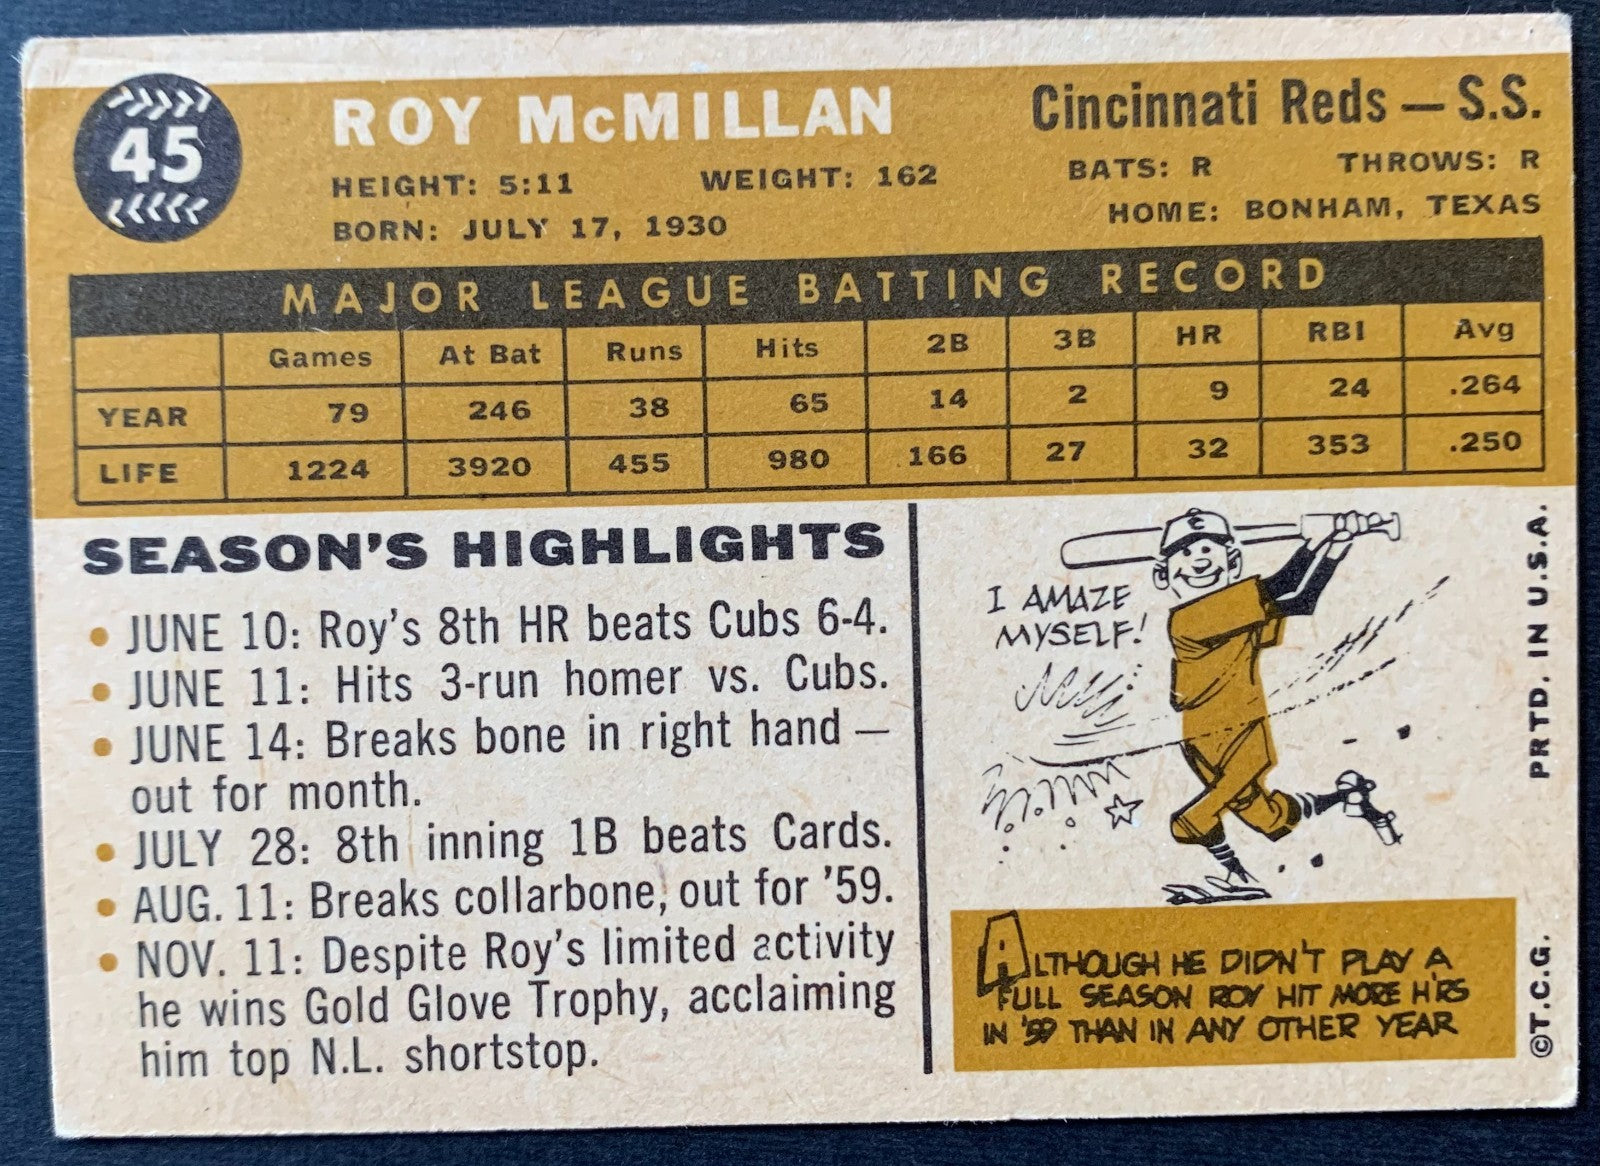 45
ROY McMILLAN
Cincinnati Reds — S.S.
HEIGHT: 5:11 WEIGHT: 162 BATS: R THROWS: R
BORN: JULY 17, 1930 HOME: BONHAM, TEXAS
MAJOR LEAGUE BATTING RECORD
Games At Bat Runs Hits 2B 3B HR RBI Avg
YEAR 79 246 38 65 14 2 9 24 .264
LIFE 1224 3920 455 980 166 27 32 353 .250
SEASON'S HIGHLIGHTS
• JUNE 10: Roy's 8th HR beats Cubs 6-4.
• JUNE 11: Hits 3-run homer vs. Cubs.
• JUNE 14: Breaks bone in right hand —
out for month.
• JULY 28: 8th inning 1B beats Cards.
• AUG. 11: Breaks collarbone, out for '59.
• NOV. 11: Despite Roy's limited activity
he wins Gold Glove Trophy, acclaiming
him top N.L. shortstop.
C
I AMAZE
MYSELF!
ALTHOUGH HE DIDN'T PLAY A
FULL SEASON ROY HIT MORE H'RS
IN '59 THAN IN ANY OTHER YEAR
©T.C.G. PRTD. IN U.S.A.